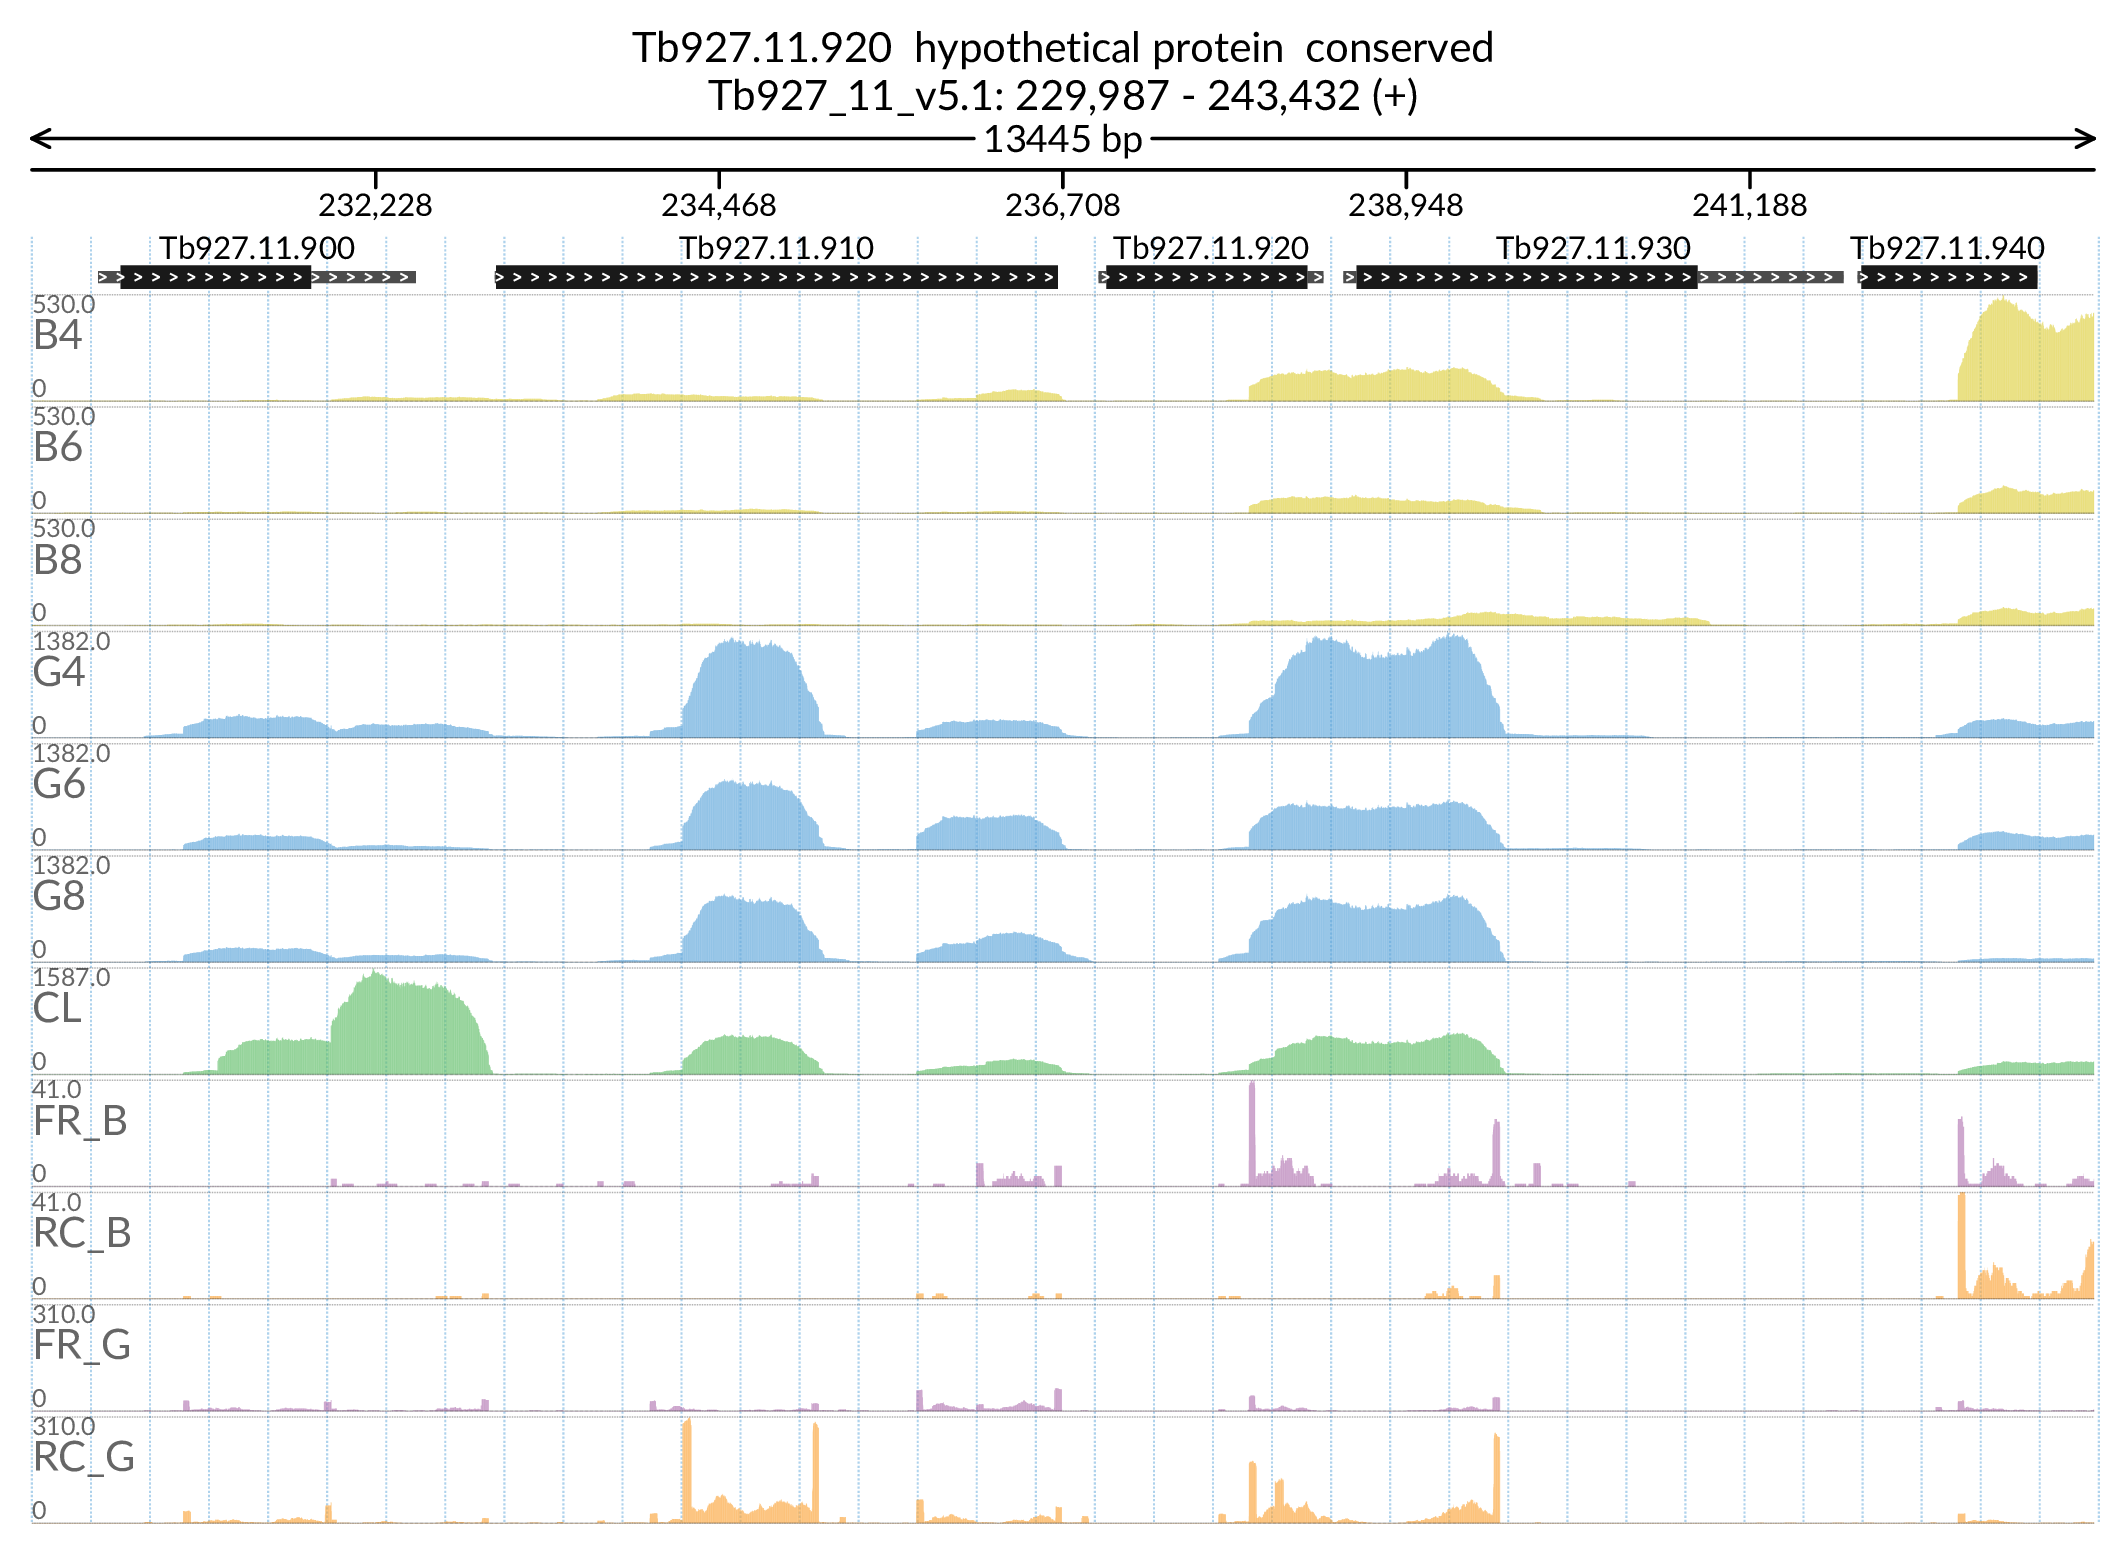 Tb927.11.920 hypothetical protein conserved
Tb927_11_v5.1: 229,987 - 243,432 (+)
13445 bp
232,228 234,468 236,708 238,948 241,188
Tb927.11.900 Tb927.11.910 Tb927.11.920 Tb927.11.930 Tb927.11.940
530.0
B4
0
530.0
B6
0
530.0
B8
0
1382.0
G4
0
1382.0
G6
0
1382.0
G8
0
1587.0
CL
0
41.0
FR_B
0
41.0
RC_B
0
310.0
FR_G
0
310.0
RC_G
0